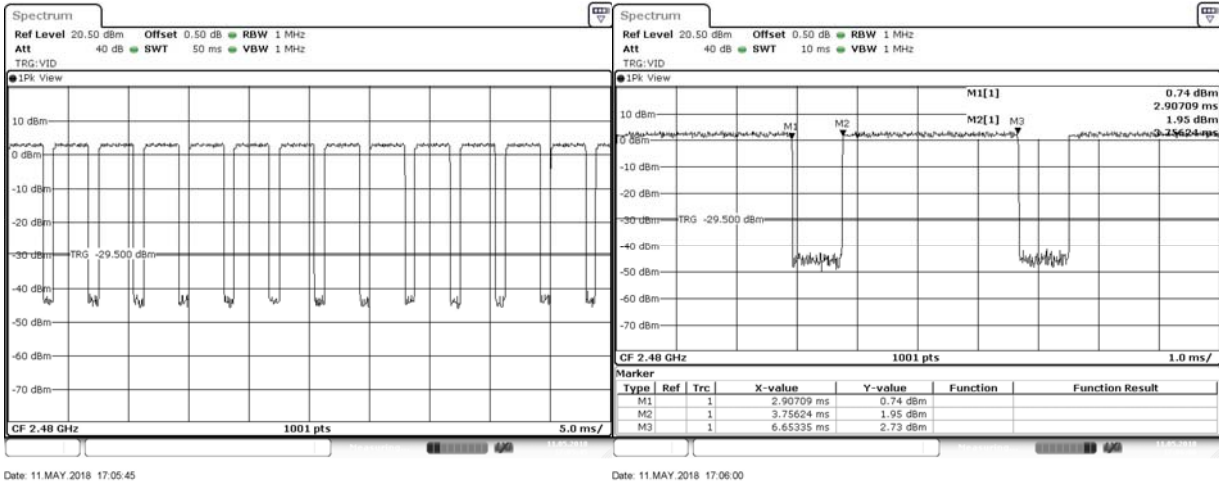 Spectrum
Ref Level 20.50 dBm Offset 0.50 dB RBW 1 MHz
Att 40 dB SWT 50 ms VBW 1 MHz
TRG:VID
1Pk View
10 dBm
0 dBm
-10 dBm
-20 dBm
-30 dBm
TRG -29.500 dBm
-40 dBm
-50 dBm
-60 dBm
-70 dBm
CF 2.48 GHz 1001 pts 5.0 ms/
Date: 11.MAY.2018 17:05:45
Spectrum
Ref Level 20.50 dBm Offset 0.50 dB RBW 1 MHz
Att 40 dB SWT 10 ms VBW 1 MHz
TRG:VID
1Pk View
M1[1] 0.74 dBm
2.90709 ms
M2[1] 1.95 dBm
3.75624 ms
M1 M2 M3
10 dBm
0 dBm
-10 dBm
-20 dBm
-30 dBm
TRG -29.500 dBm
-40 dBm
-50 dBm
-60 dBm
-70 dBm
CF 2.48 GHz 1001 pts 1.0 ms/
Marker
Type Ref Trc X-value Y-value Function Function Result
M1 1 2.90709 ms 0.74 dBm
M2 1 3.75624 ms 1.95 dBm
M3 1 6.65335 ms 2.73 dBm
Date: 11.MAY.2018 17:06:00